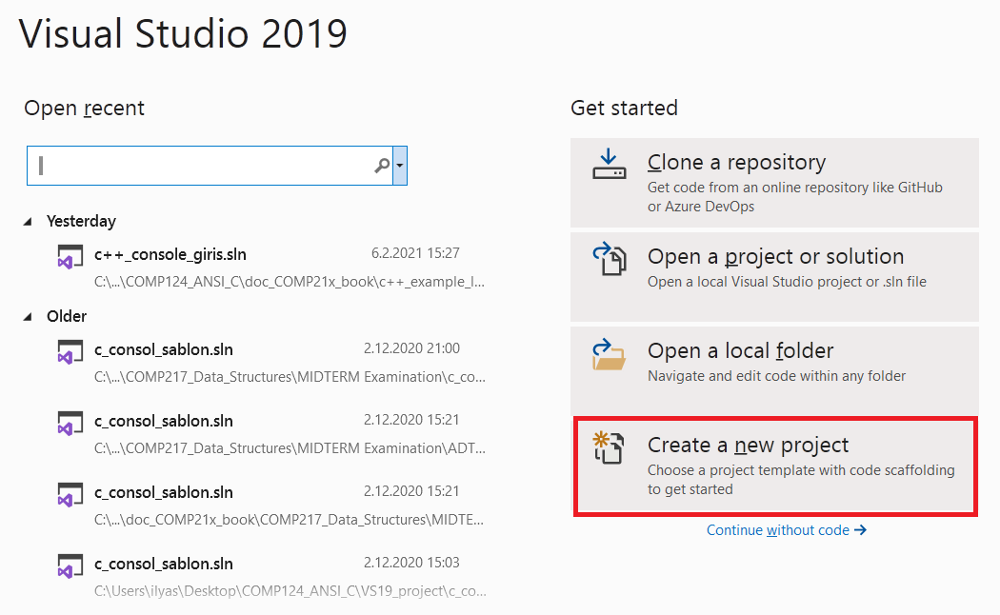 Visual Studio 2019
Open recent
Yesterday
c++_console_giris.sln 6.2.2021 15:27
C:\...\COMP124_ANSI_C\doc_COMP21x_book\c++_example_l...
Older
c_consol_sablon.sln 2.12.2020 21:00
C:\...\COMP217_Data_Structures\MIDTERM Examination\c_co...
c_consol_sablon.sln 2.12.2020 15:21
C:\...\COMP217_Data_Structures\MIDTERM Examination\ADT...
c_consol_sablon.sln 2.12.2020 15:21
C:\...\doc_COMP21x_book\COMP217_Data_Structures\MIDTE...
c_consol_sablon.sln 2.12.2020 15:03
C:\Users\ilyas\Desktop\COMP124_ANSI_C\VS19_project\c_co...
Get started
Clone a repository
Get code from an online repository like GitHub
or Azure DevOps
Open a project or solution
Open a local Visual Studio project or .sln file
Open a local folder
Navigate and edit code within any folder
Create a new project
Choose a project template with code scaffolding
to get started
Continue without code →